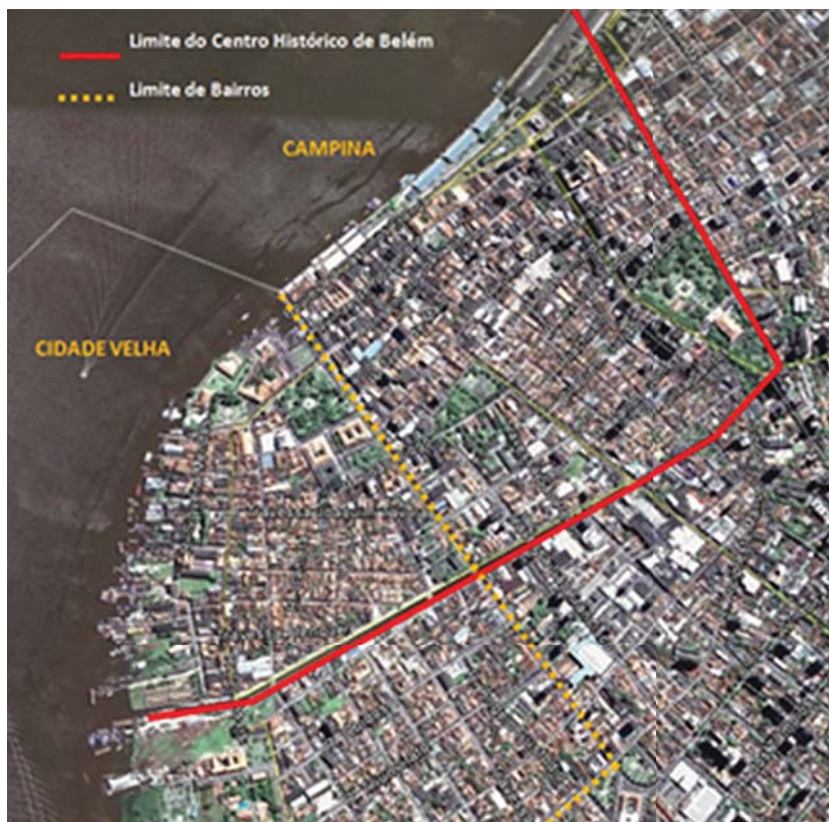 Limite do Centro Histórico de Belém
Limite de Bairros
CAMPINA
CIDADE VELHA